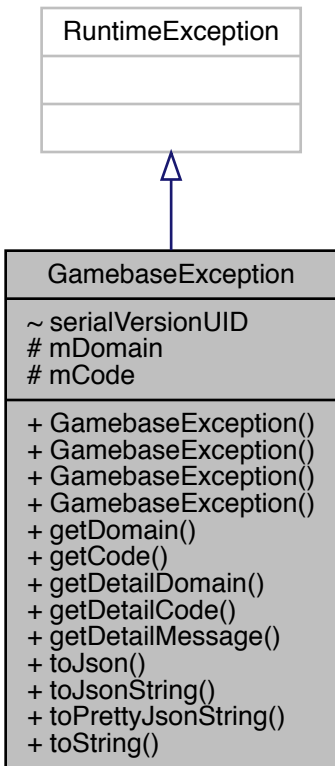 RuntimeException
GamebaseException
~ serialVersionUID
# mDomain
# mCode
+ GamebaseException()
+ GamebaseException()
+ GamebaseException()
+ GamebaseException()
+ getDomain()
+ getCode()
+ getDetailDomain()
+ getDetailCode()
+ getDetailMessage()
+ toJson()
+ toJsonString()
+ toPrettyJsonString()
+ toString()